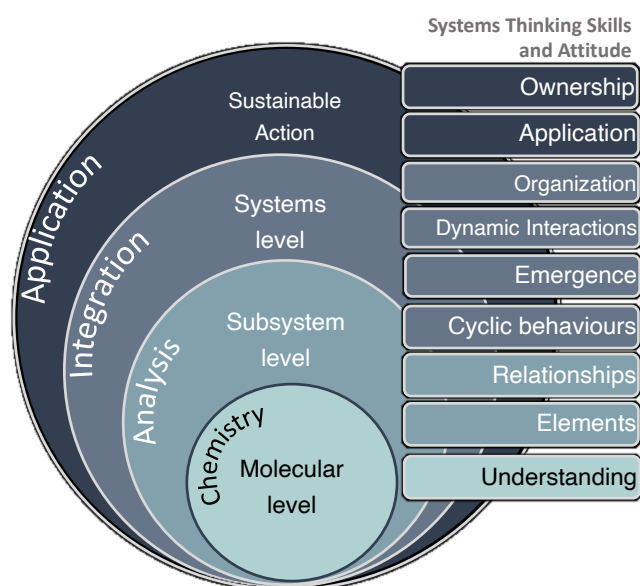 Systems Thinking Skills
and Attitude
Ownership
Application
Organization
Dynamic Interactions
Emergence
Cyclic behaviours
Relationships
Elements
Understanding
Application
Sustainable
Action
Integration
Systems
level
Analysis
Subsystem
level
Chemistry
Molecular
level